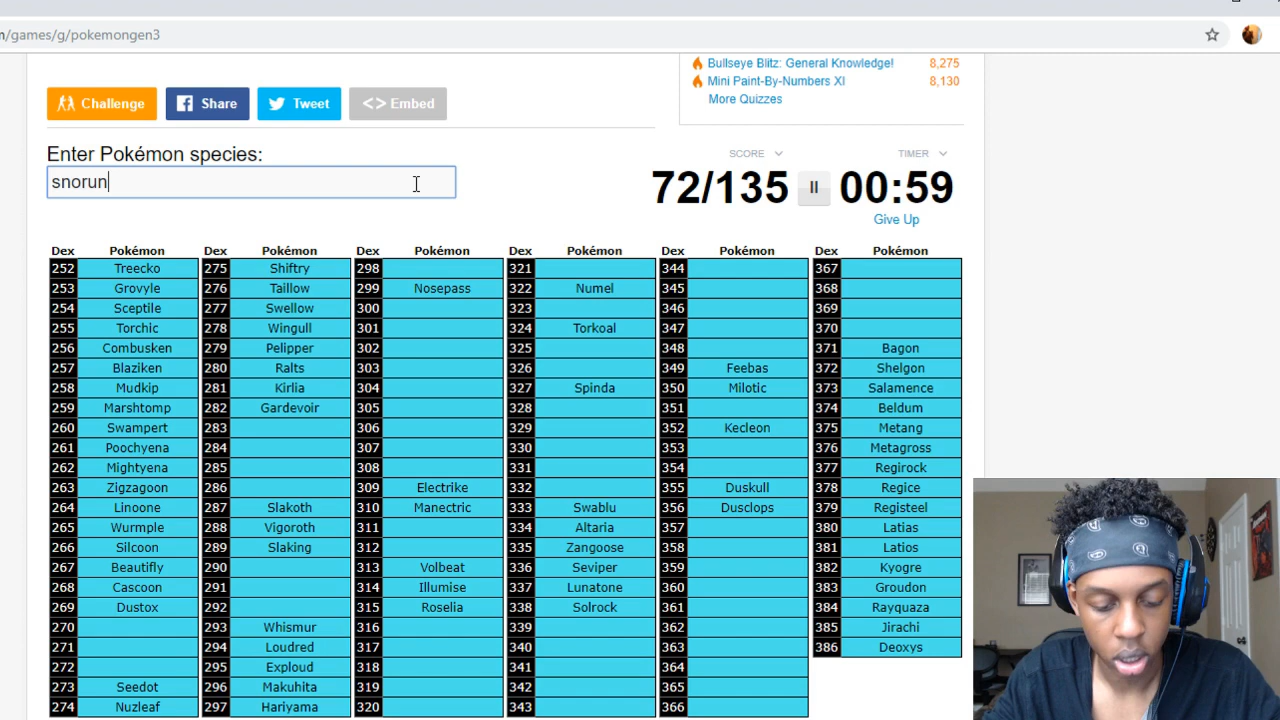 m/games/g/pokemongen3
Bullseye Blitz: General Knowledge! 8,275
Mini Paint-By-Numbers XI 8,130
More Quizzes
Challenge Share Tweet <> Embed
Enter Pokémon species:
snorun
SCORE TIMER
72/135 00:59
Give Up
Dex Pokémon Dex Pokémon Dex Pokémon Dex Pokémon Dex Pokémon Dex Pokémon
252 Treecko 275 Shiftry 298 321 344 367
253 Grovyle 276 Taillow 299 Nosepass 322 Numel 345 368
254 Sceptile 277 Swellow 300 323 346 369
255 Torchic 278 Wingull 301 324 Torkoal 347 370
256 Combusken 279 Pelipper 302 325 348 371 Bagon
257 Blaziken 280 Ralts 303 326 349 Feebas 372 Shelgon
258 Mudkip 281 Kirlia 304 327 Spinda 350 Milotic 373 Salamence
259 Marshtomp 282 Gardevoir 305 328 351 374 Beldum
260 Swampert 283 306 329 352 Kecleon 375 Metang
261 Poochyena 284 307 330 353 376 Metagross
262 Mightyena 285 308 331 354 377 Regirock
263 Zigzagoon 286 309 Electrike 332 355 Duskull 378 Regice
264 Linoone 287 Slakoth 310 Manectric 333 Swablu 356 Dusclops 379 Registeel
265 Wurmple 288 Vigoroth 311 334 Altaria 357 380 Latias
266 Silcoon 289 Slaking 312 335 Zangoose 358 381 Latios
267 Beautifly 290 313 Volbeat 336 Seviper 359 382 Kyogre
268 Cascoon 291 314 Illumise 337 Lunatone 360 383 Groudon
269 Dustox 292 315 Roselia 338 Solrock 361 384 Rayquaza
270 293 Whismur 316 339 362 385 Jirachi
271 294 Loudred 317 340 363 386 Deoxys
272 295 Exploud 318 341 364
273 Seedot 296 Makuhita 319 342 365
274 Nuzleaf 297 Hariyama 320 343 366